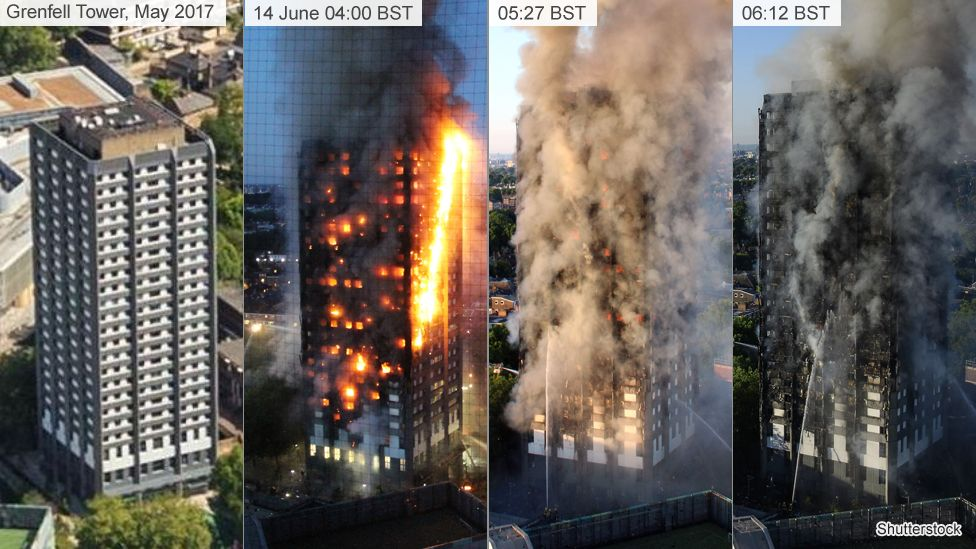 Grenfell Tower, May 2017
14 June 04:00 BST
05:27 BST
06:12 BST
Shutterstock